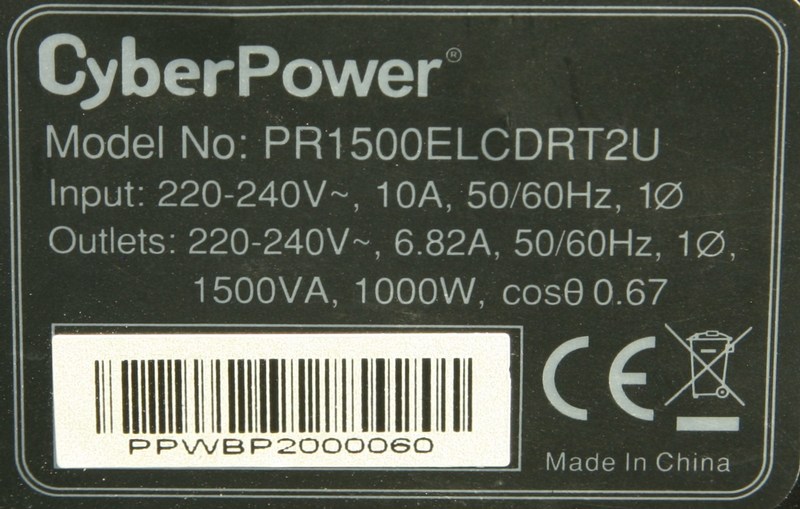 CyberPower®
Model No: PR1500ELCDRT2U
Input: 220-240V~, 10A, 50/60Hz, 1Ø
Outlets: 220-240V~, 6.82A, 50/60Hz, 1Ø,
1500VA, 1000W, cosθ 0.67
PPWBP2000060
CE
Made In China